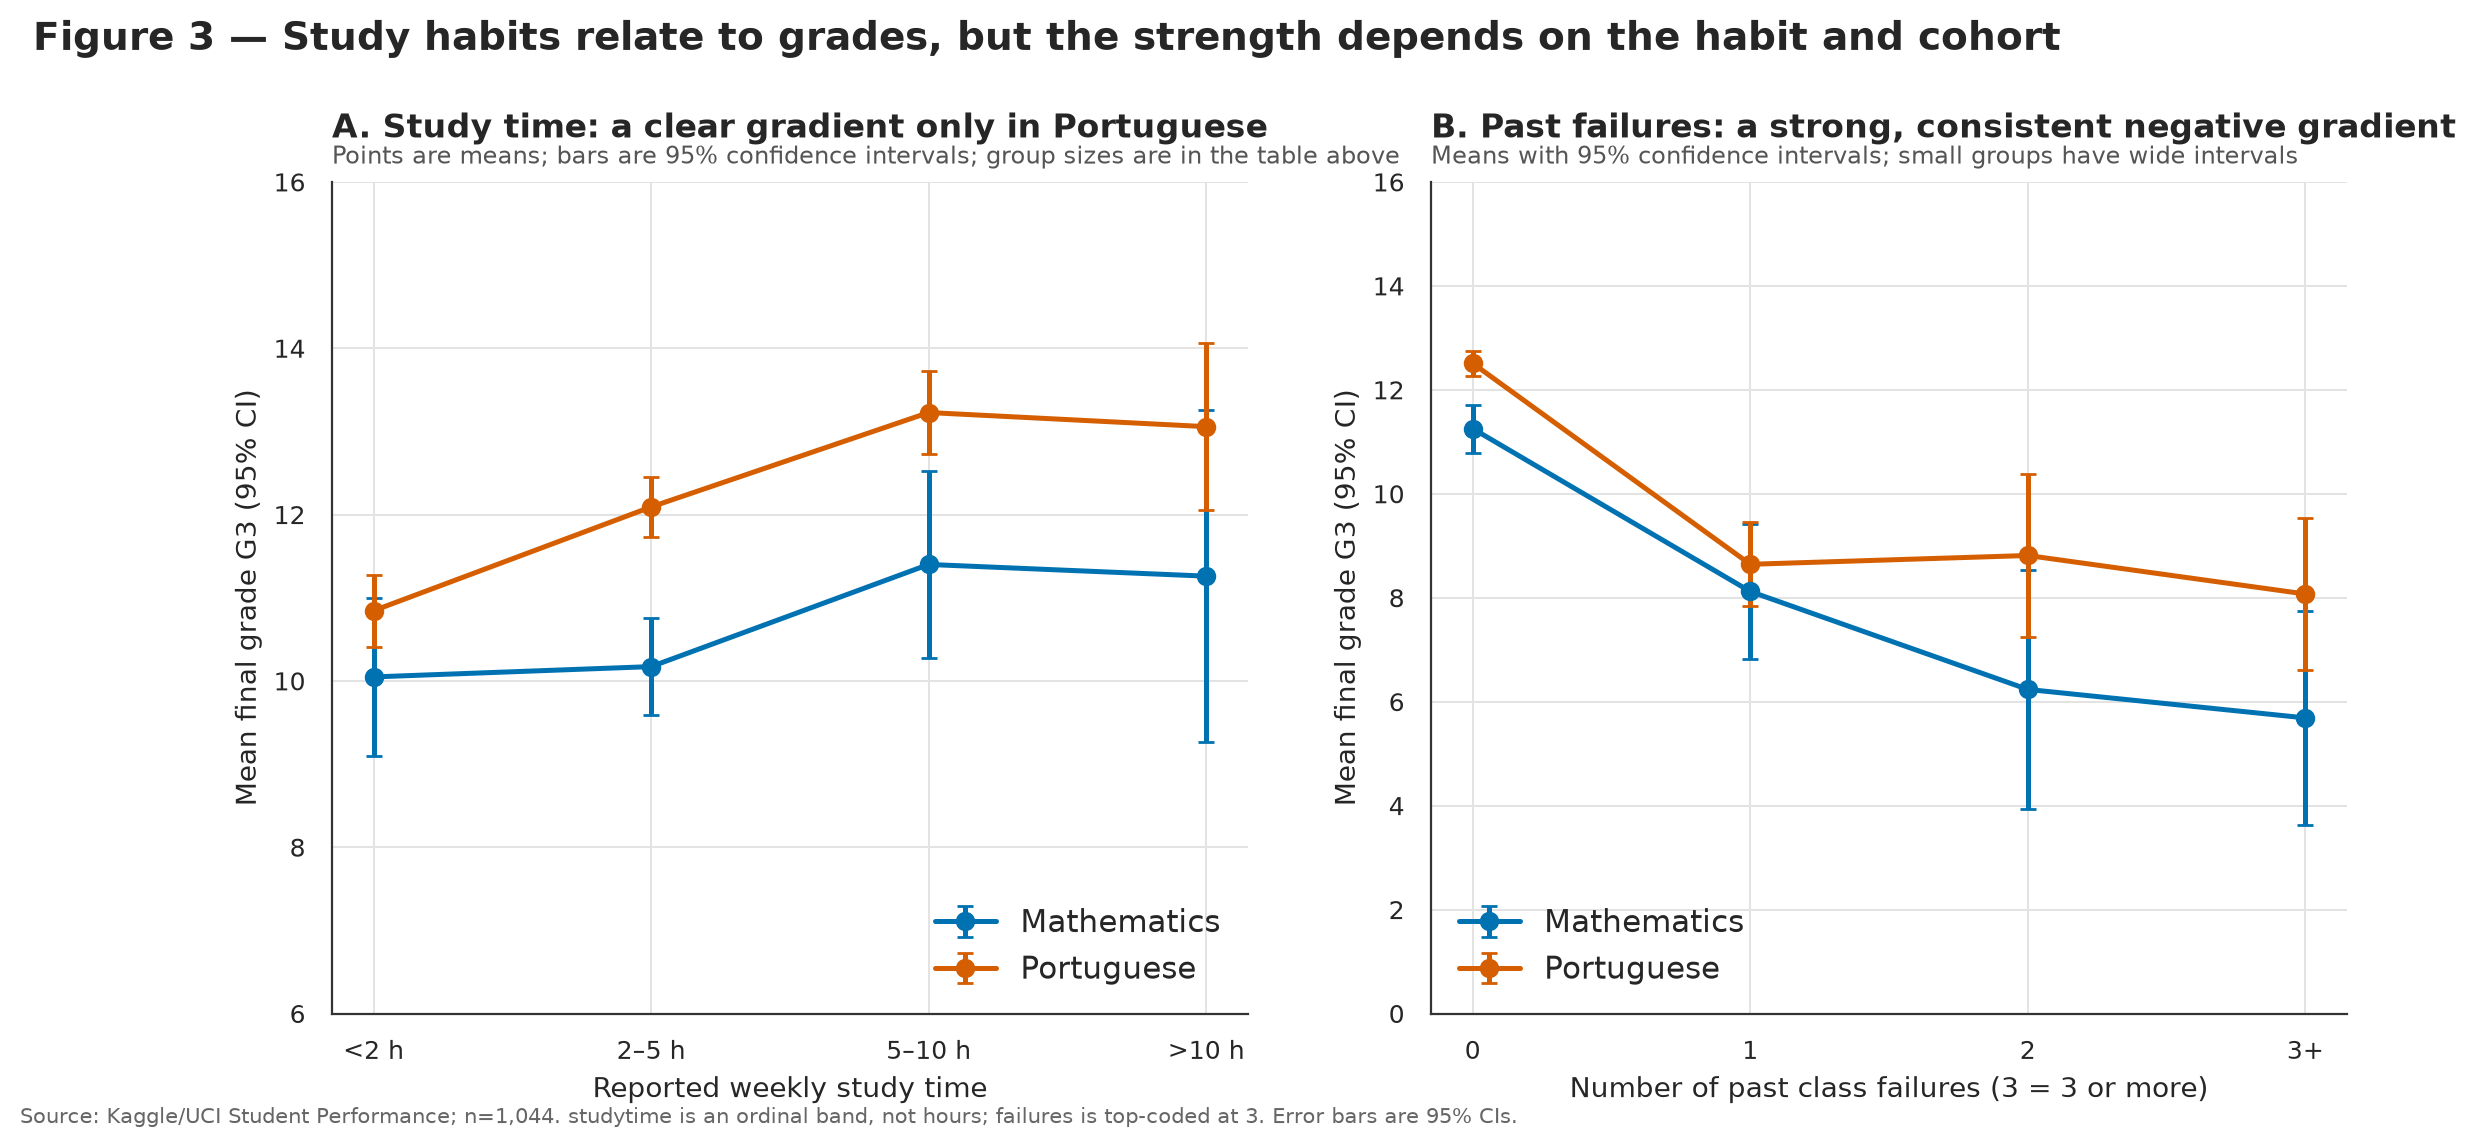 Figure 3 — Study habits relate to grades, but the strength depends on the habit and cohort
A. Study time: a clear gradient only in Portuguese
Points are means; bars are 95% confidence intervals; group sizes are in the table above
16
14
12
10
8
6
Mean final grade G3 (95% CI)
Mathematics
Portuguese
<2 h
2–5 h
5–10 h
>10 h
Reported weekly study time
B. Past failures: a strong, consistent negative gradient
Means with 95% confidence intervals; small groups have wide intervals
16
14
12
10
8
6
4
2
0
Mean final grade G3 (95% CI)
Mathematics
Portuguese
0
1
2
3+
Number of past class failures (3 = 3 or more)
Source: Kaggle/UCI Student Performance; n=1,044. studytime is an ordinal band, not hours; failures is top-coded at 3. Error bars are 95% CIs.